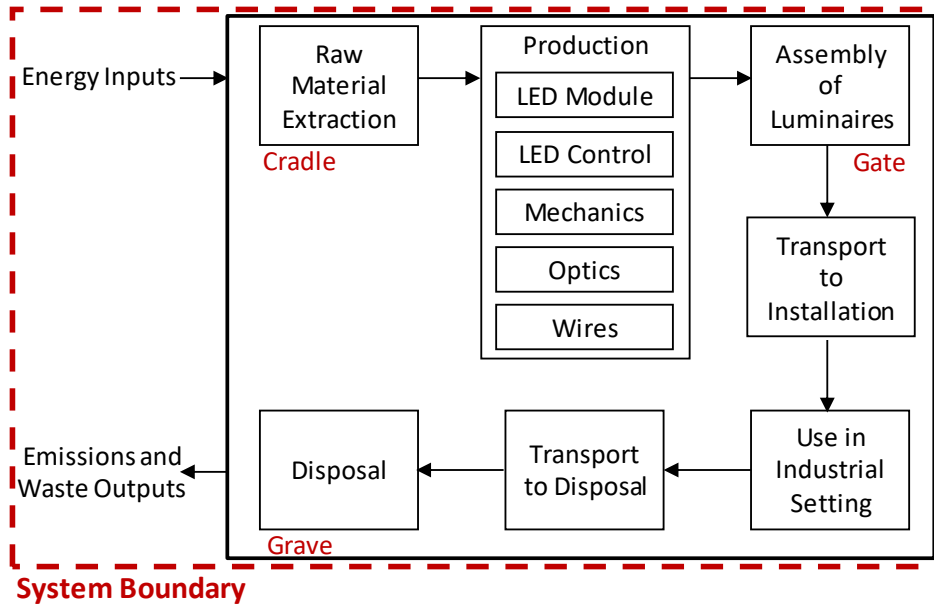 Energy Inputs
Raw
Material
Extraction
Cradle
Production
LED Module
LED Control
Mechanics
Optics
Wires
Assembly
of
Luminaires
Gate
Transport
to
Installation
Use in
Industrial
Setting
Transport
to Disposal
Disposal
Grave
Emissions and
Waste Outputs
System Boundary